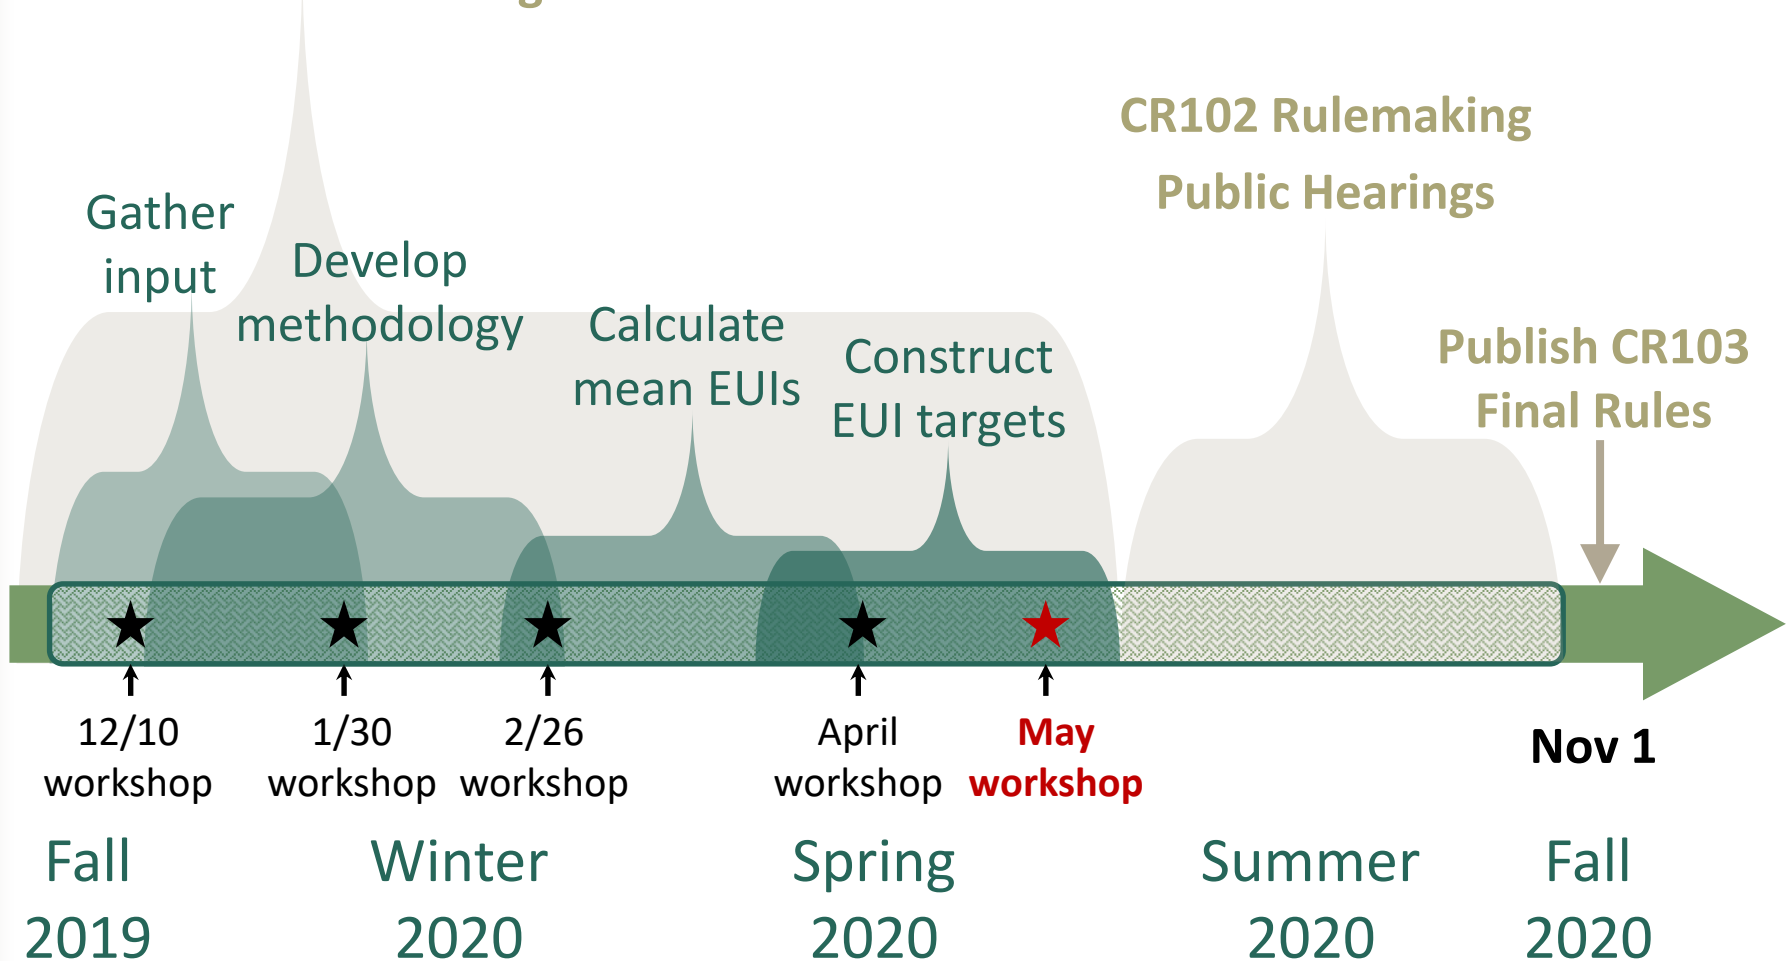 CR102 Rulemaking
Public Hearings
Gather
input
Develop
methodology
Calculate
mean EUIs
Construct
EUI targets
Publish CR103
Final Rules
12/10
workshop
1/30
workshop
2/26
workshop
April
workshop
May
workshop
Nov 1
Fall
2019
Winter
2020
Spring
2020
Summer
2020
Fall
2020